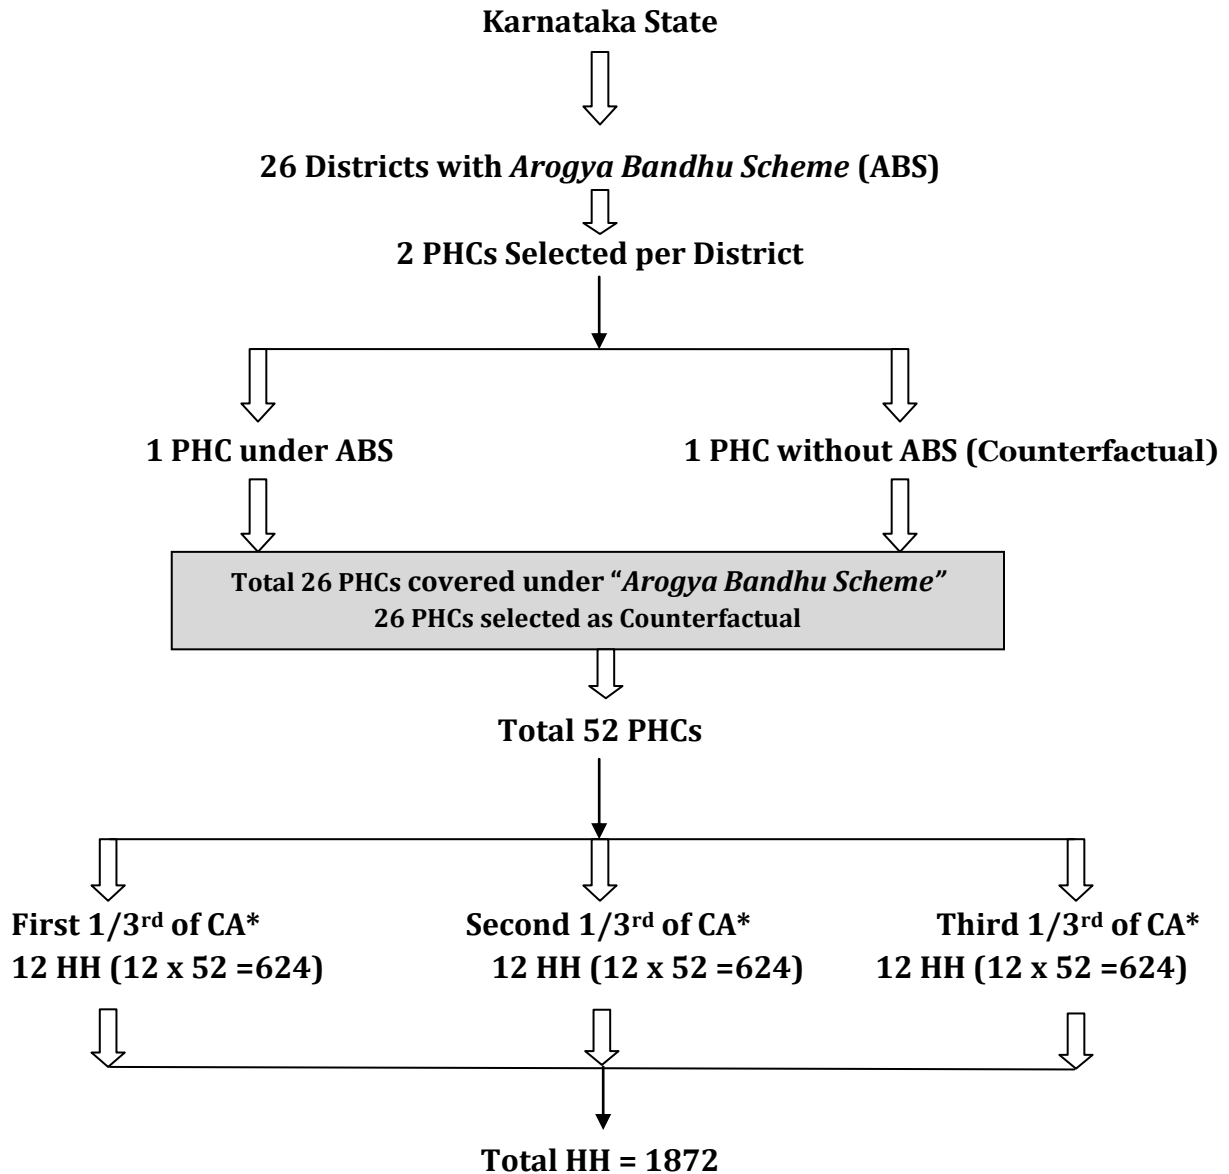 Karnataka State
26 Districts with Arogya Bandhu Scheme (ABS)
2 PHCs Selected per District
1 PHC under ABS
1 PHC without ABS (Counterfactual)
Total 26 PHCs covered under “Arogya Bandhu Scheme”
26 PHCs selected as Counterfactual
Total 52 PHCs
First 1/3rd of CA*
12 HH (12 x 52 =624)
Second 1/3rd of CA*
12 HH (12 x 52 =624)
Third 1/3rd of CA*
12 HH (12 x 52 =624)
Total HH = 1872